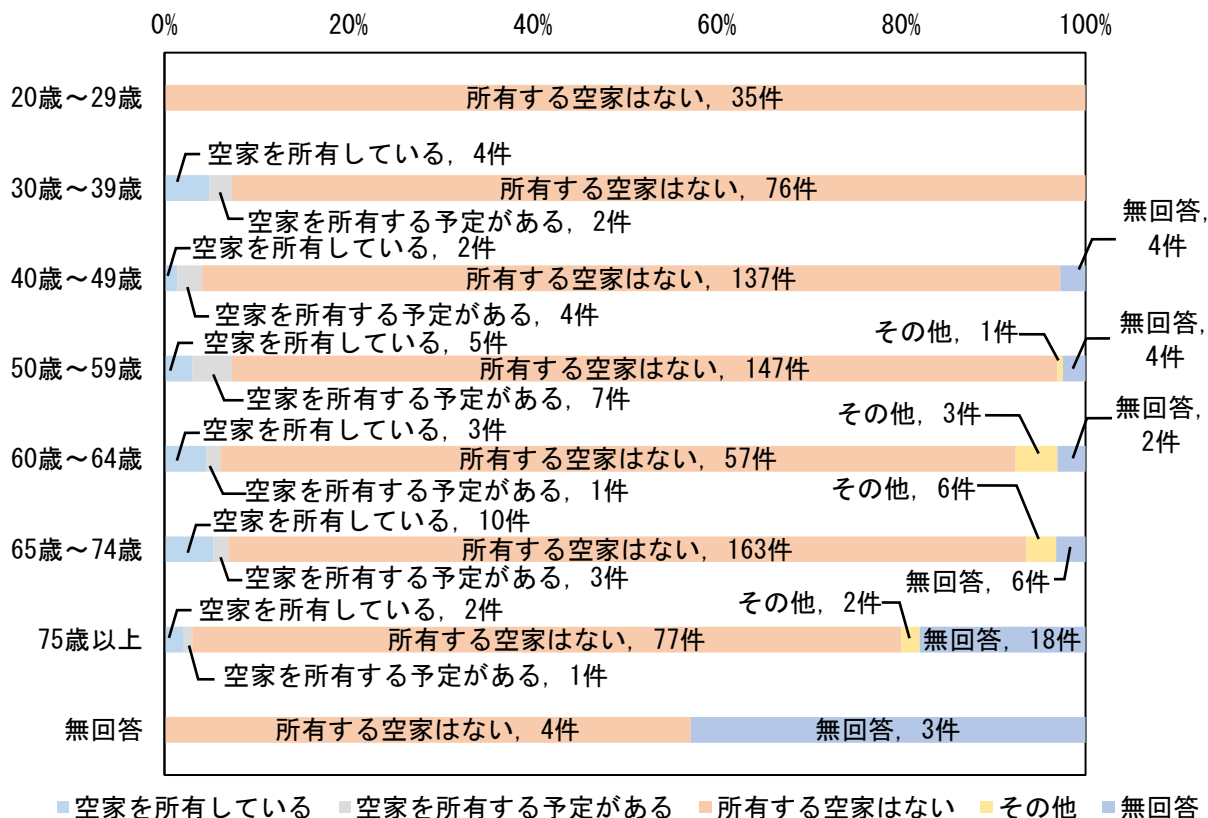 0% 20% 40% 60% 80% 100%
20歳～29歳 所有する空家はない, 35件
空家を所有している, 4件
30歳～39歳 所有する空家はない, 76件
空家を所有する予定がある, 2件
無回答,
4件
空家を所有している, 2件
40歳～49歳 所有する空家はない, 137件
空家を所有する予定がある, 4件
その他, 1件
無回答,
4件
空家を所有している, 5件
50歳～59歳 所有する空家はない, 147件
空家を所有する予定がある, 7件
その他, 3件
無回答,
2件
空家を所有している, 3件
60歳～64歳 所有する空家はない, 57件
空家を所有する予定がある, 1件
その他, 6件
空家を所有している, 10件
65歳～74歳 所有する空家はない, 163件
空家を所有する予定がある, 3件
無回答, 6件
空家を所有している, 2件
その他, 2件
75歳以上 所有する空家はない, 77件 無回答, 18件
空家を所有する予定がある, 1件
無回答 所有する空家はない, 4件 無回答, 3件
空家を所有している 空家を所有する予定がある 所有する空家はない その他 無回答